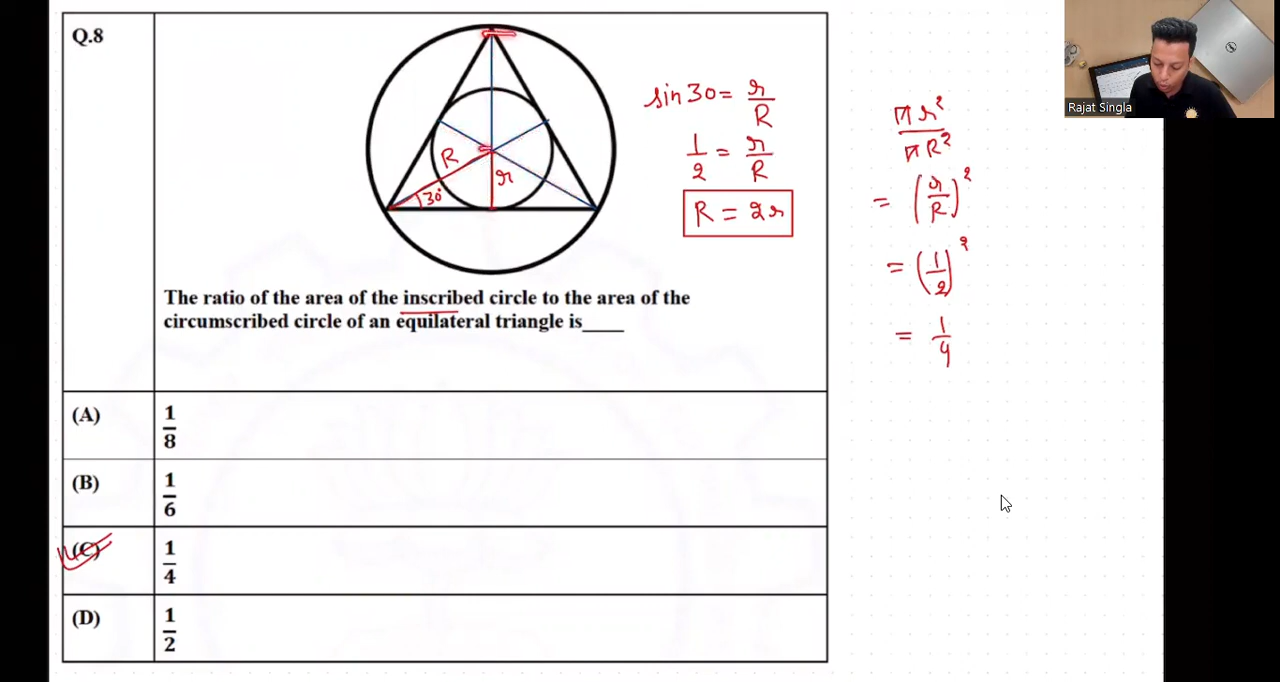 Q.8
R
r
30°
sin 30 = r/R
1/2 = r/R
R = 2r
πr²/πR²
= (r/R)²
= (1/2)²
= 1/4
Rajat Singla
The ratio of the area of the inscribed circle to the area of the
circumscribed circle of an equilateral triangle is____
(A) 1/8
(B) 1/6
(C) 1/4
(D) 1/2